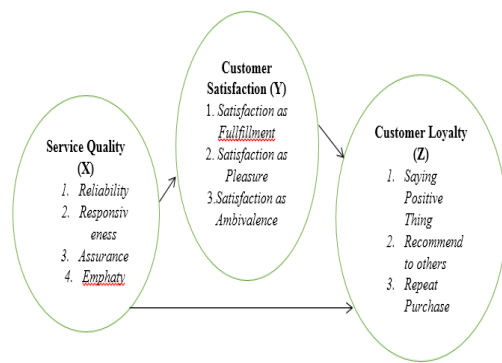 Service Quality
(X)
1. Reliability
2. Responsiv
eness
3. Assurance
4. Emphaty
Customer
Satisfaction (Y)
1. Satisfaction as
Fullfillment
2. Satisfaction as
Pleasure
3.Satisfaction as
Ambivalence
Customer Loyalty
(Z)
1. Saying
Positive
Thing
2. Recommend
to others
3. Repeat
Purchase